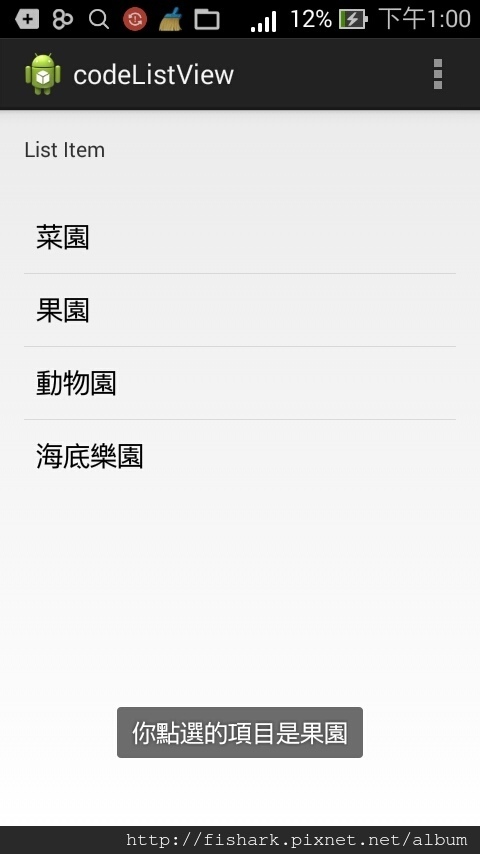 12% 下午1:00
codeListView
List Item
菜園
果園
動物園
海底樂園
你點選的項目是果園
http://fishark.pixnet.net/album